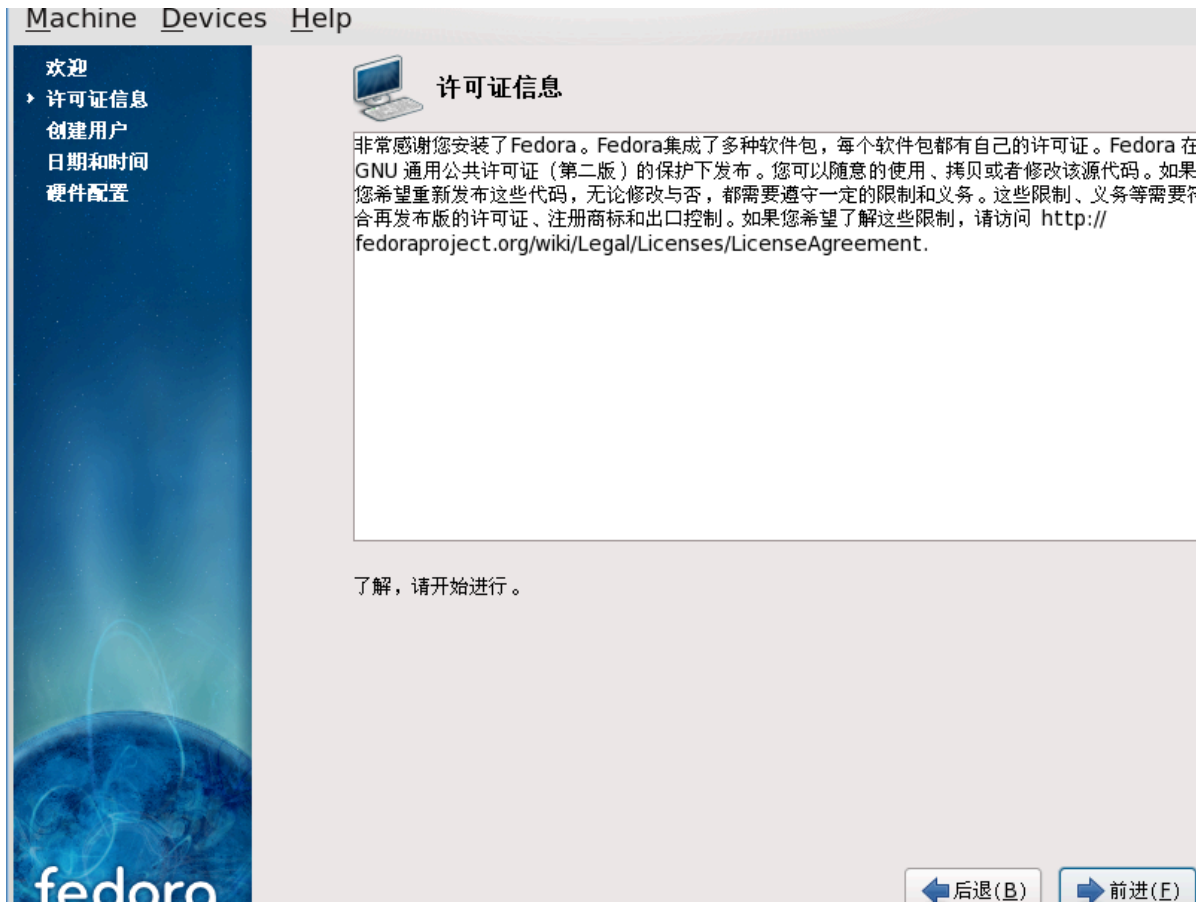 Machine Devices Help
欢迎
许可证信息
创建用户
日期和时间
硬件配置
许可证信息
非常感谢您安装了Fedora。Fedora集成了多种软件包，每个软件包都有自己的许可证。Fedora 在
GNU 通用公共许可证（第二版）的保护下发布。您可以随意的使用、拷贝或者修改该源代码。如果
您希望重新发布这些代码，无论修改与否，都需要遵守一定的限制和义务。这些限制、义务等需要符
合再发布版的许可证、注册商标和出口控制。如果您希望了解这些限制，请访问 http://
fedoraproject.org/wiki/Legal/Licenses/LicenseAgreement.
了解，请开始进行。
fedora
后退(B)
前进(F)